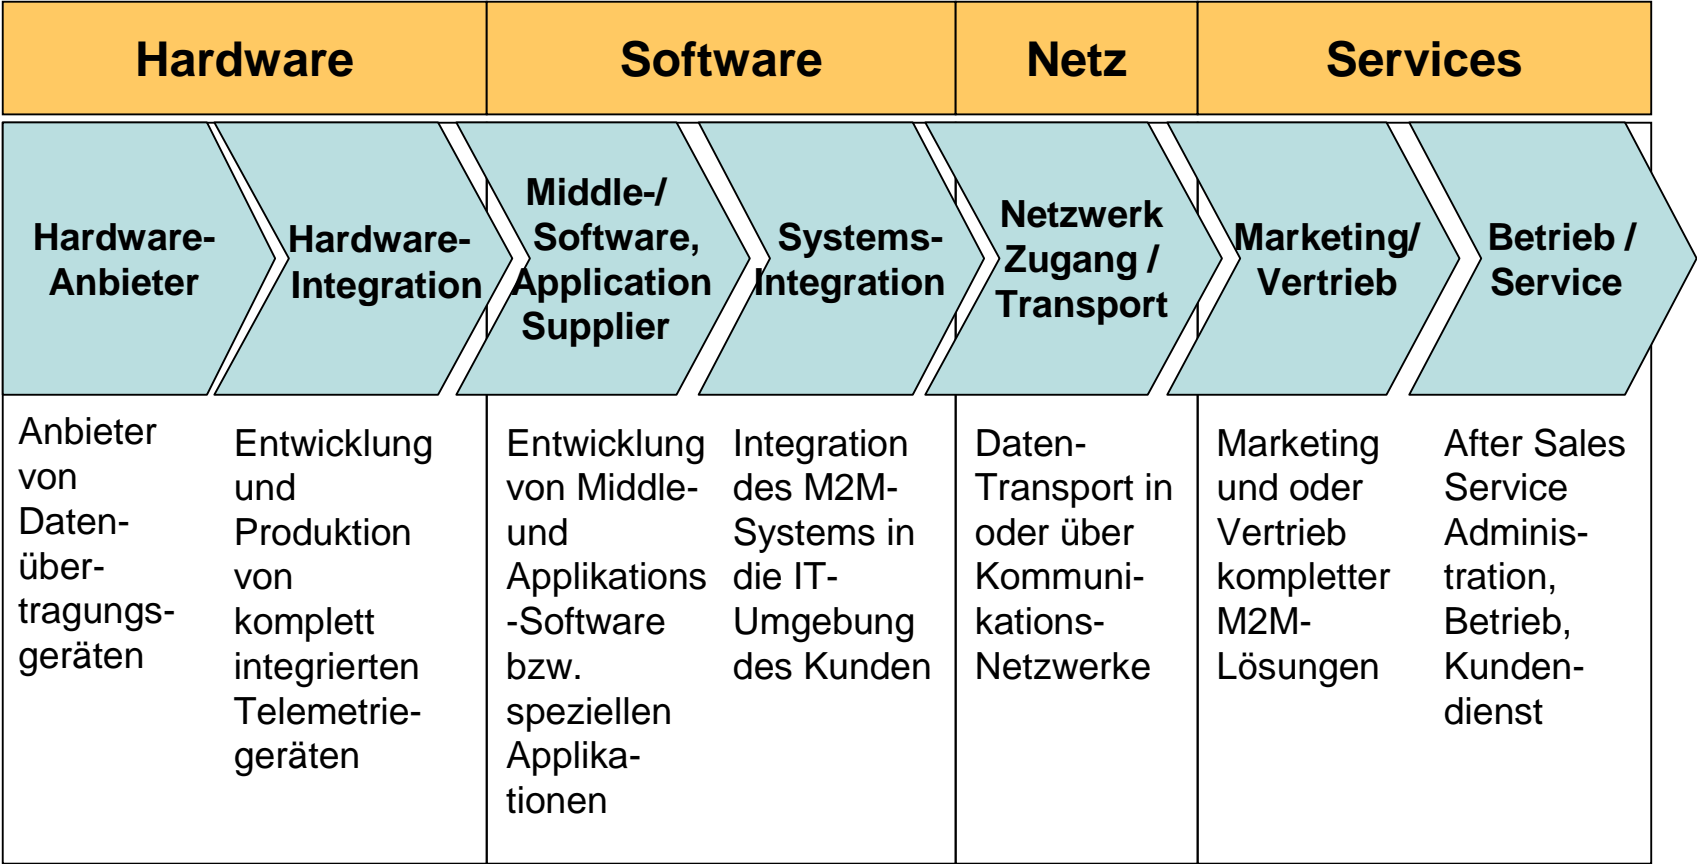 Hardware
Software
Netz
Services
Hardware-
Anbieter
Hardware-
Integration
Middle-/
Software,
Application
Supplier
Systems-
Integration
Netzwerk
Zugang /
Transport
Marketing/
Vertrieb
Betrieb /
Service
Anbieter
von
Daten-
über-
tragungs-
geräten
Entwicklung
und
Produktion
von
komplett
integrierten
Telemetrie-
geräten
Entwicklung
von Middle-
und
Applikations
-Software
bzw.
speziellen
Applika-
tionen
Integration
des M2M-
Systems in
die IT-
Umgebung
des Kunden
Daten-
Transport in
oder über
Kommuni-
kations-
Netzwerke
Marketing
und oder
Vertrieb
kompletter
M2M-
Lösungen
After Sales
Service
Adminis-
tration,
Betrieb,
Kunden-
dienst